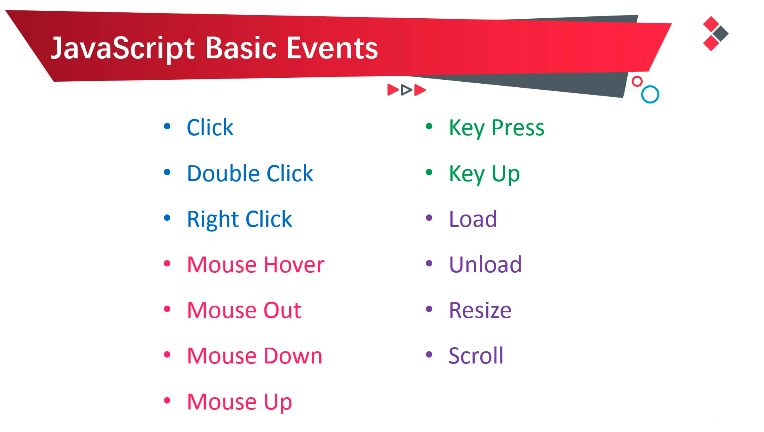 JavaScript Basic Events
• Click
• Double Click
• Right Click
• Mouse Hover
• Mouse Out
• Mouse Down
• Mouse Up
• Key Press
• Key Up
• Load
• Unload
• Resize
• Scroll